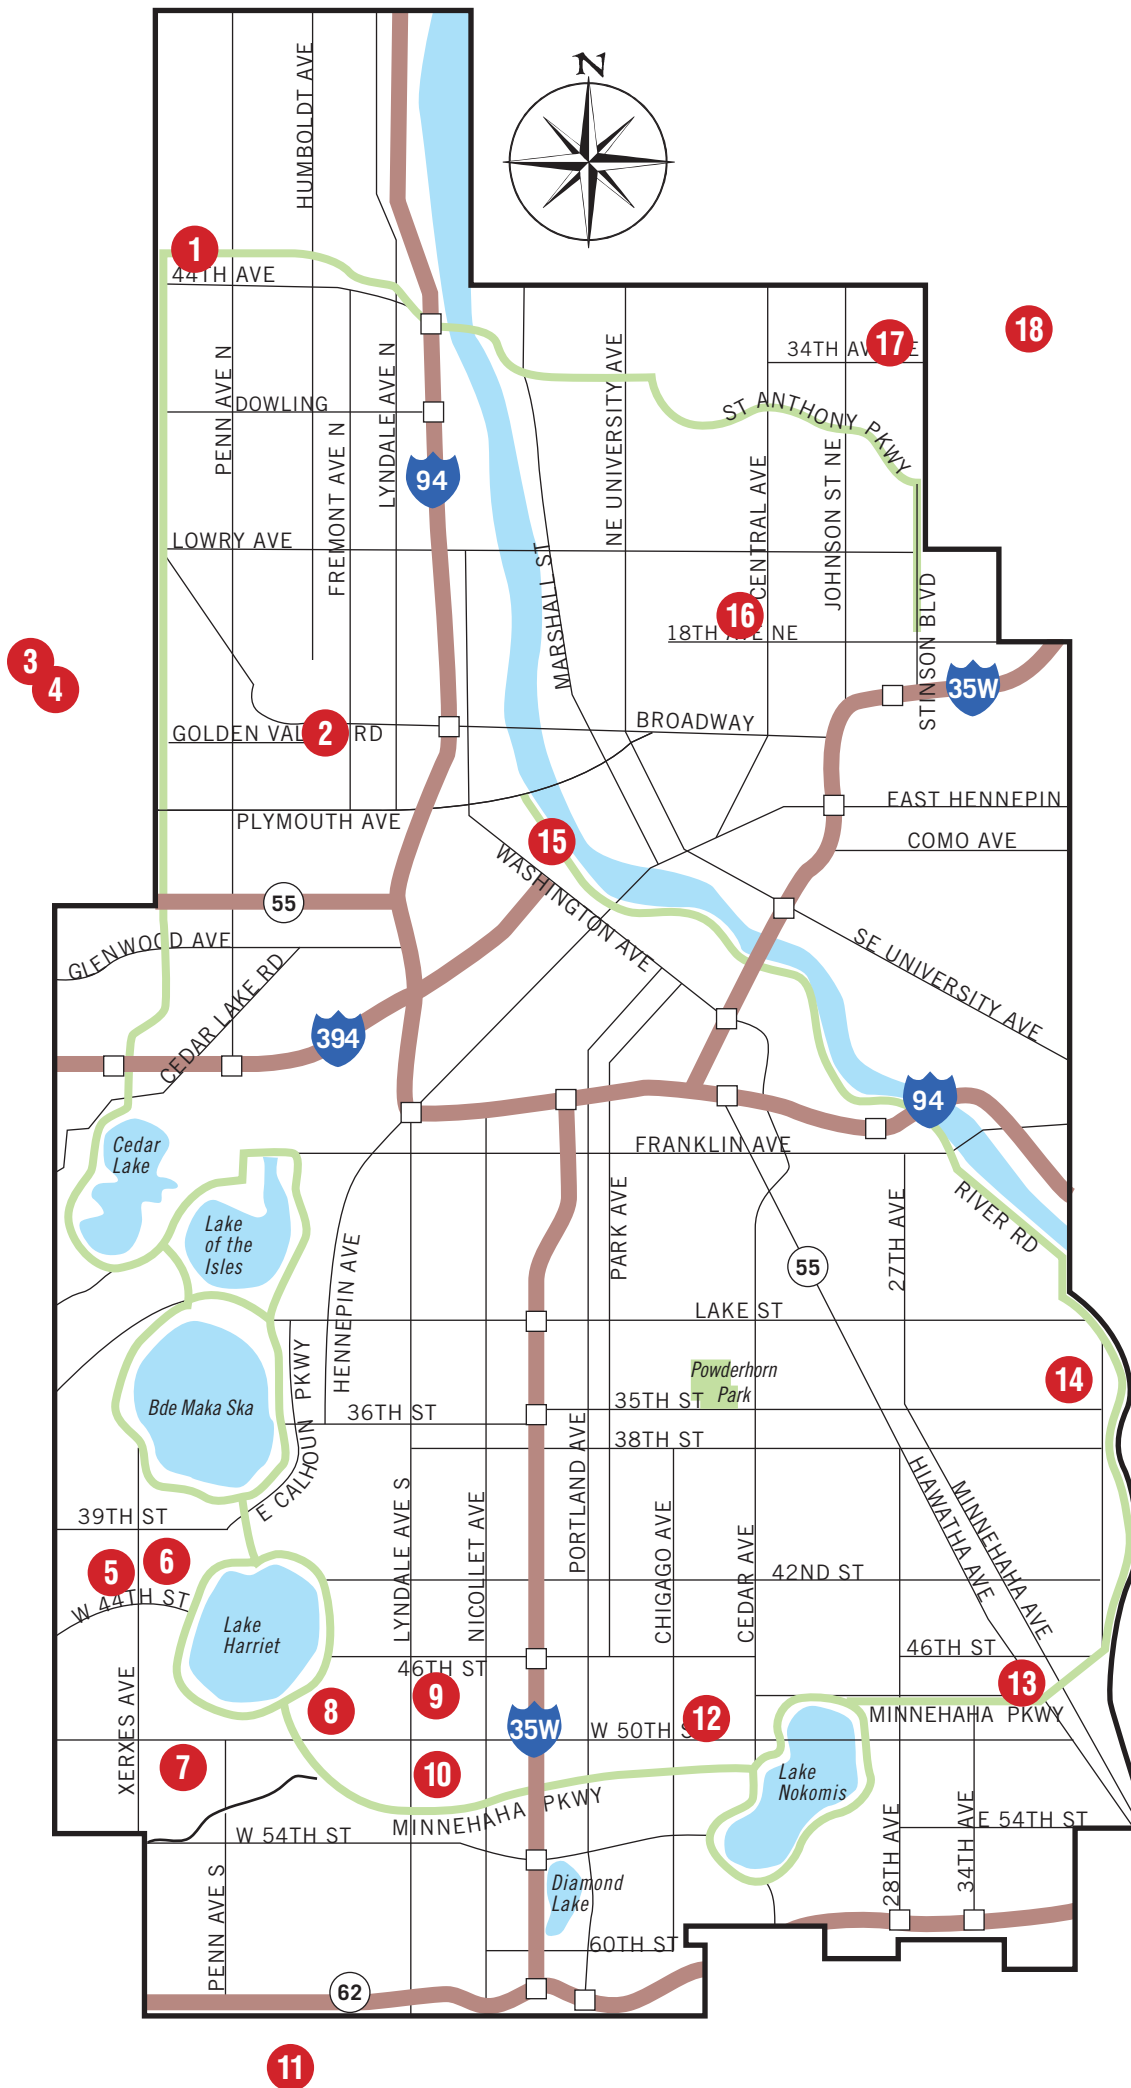 N
HUMBOLDT AVE
1
44TH AVE
18
17
34TH AVE
PENN AVE N
LYNDALE AVE N
NE UNIVERSITY AVE
DOWLING
ST ANTHONY PKWY
FREMONT AVE N
94
CENTRAL AVE
JOHNSON ST NE
LOWRY AVE
MARSHALL ST
STINSON BLVD
16
18TH AVE NE
3
4
35W
2
GOLDEN VAL RD
BROADWAY
EAST HENNEPIN
PLYMOUTH AVE
15
COMO AVE
WASHINGTON AVE
55
GLENWOOD AVE
SE UNIVERSITY AVE
CEDAR LAKE RD
394
94
Cedar
Lake
FRANKLIN AVE
Lake
of the
Isles
PARK AVE
27TH AVE
RIVER RD
HENNEPIN AVE
55
LAKE ST
Powderhorn
Park
14
Bde Maka Ska
E CALHOUN PKWY
36TH ST
35TH ST
38TH ST
PORTLAND AVE
HIAWATHA AVE
MINNEHAHA AVE
39TH ST
LYNDALE AVE S
NICOLLET AVE
CHIGAGO AVE
CEDAR AVE
5
6
42ND ST
W 44TH ST
Lake
Harriet
46TH ST
46TH ST
XERXES AVE
8
9
13
12
35W
W 50TH S
MINNEHAHA PKWY
7
10
Lake
Nokomis
MINNEHAHA PKWY
W 54TH ST
28TH AVE
34TH AVE
E 54TH ST
PENN AVE S
Diamond
Lake
60TH ST
62
11